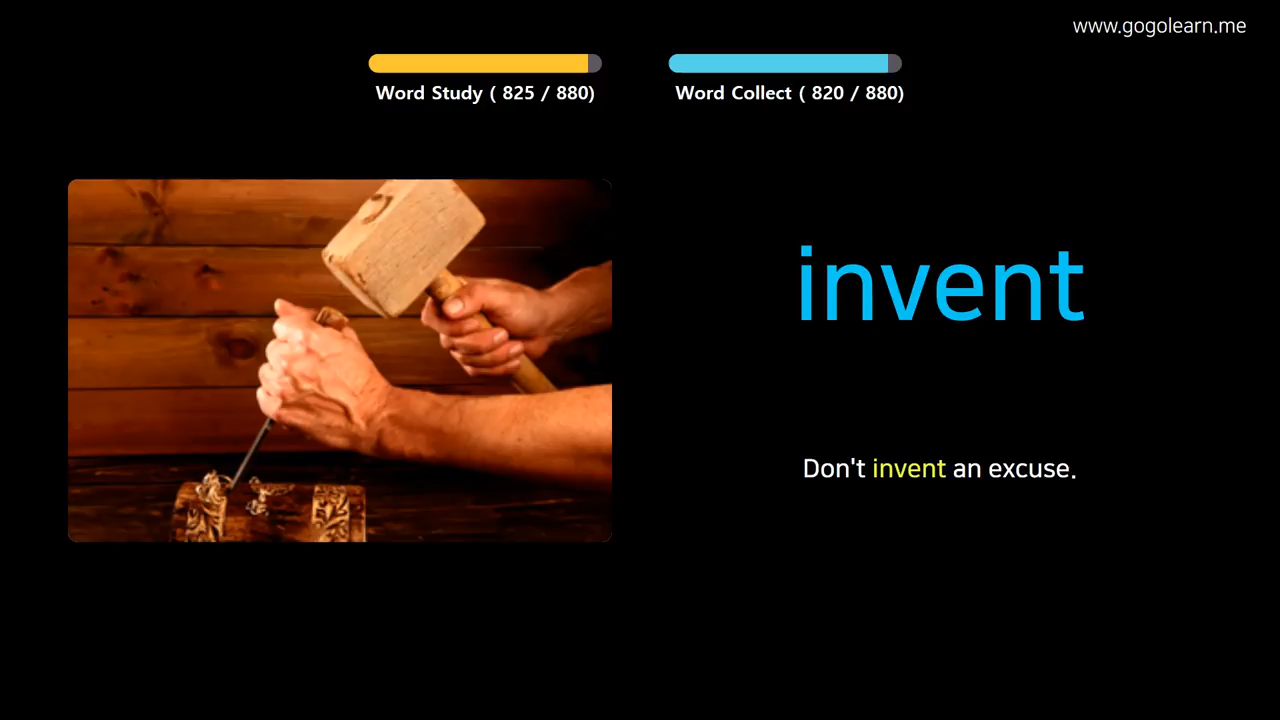 www.gogolearn.me
Word Study ( 825 / 880)
Word Collect ( 820 / 880)
invent
Don't invent an excuse.